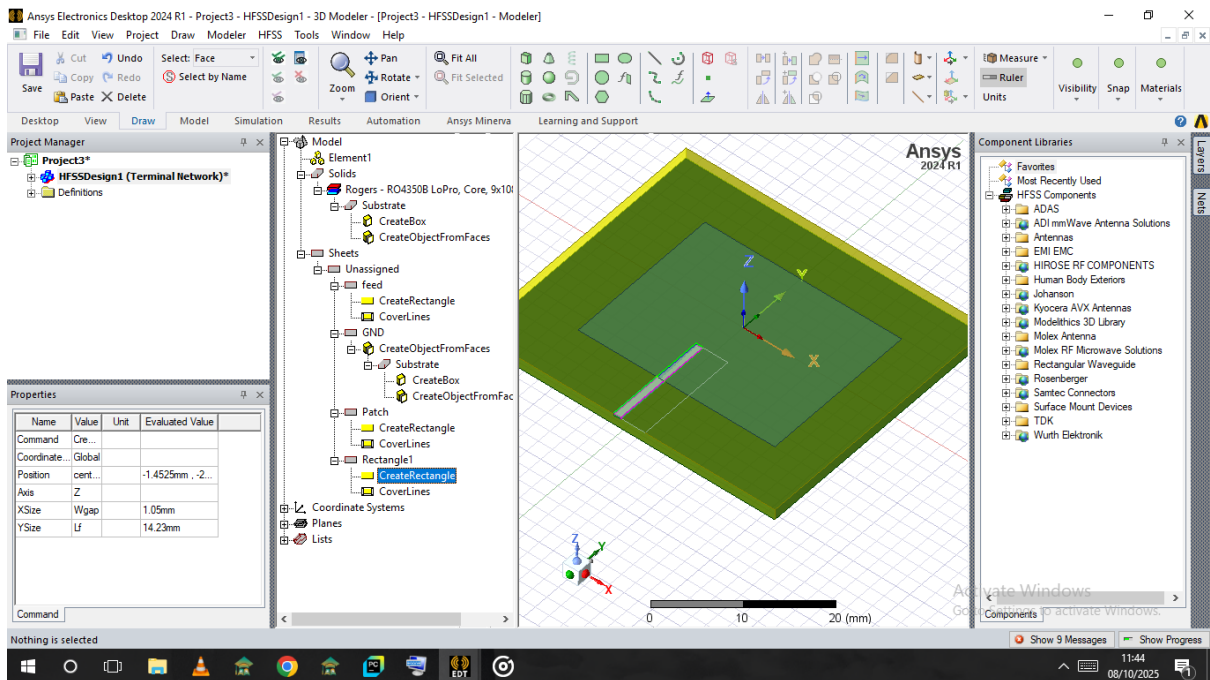 Ansys Electronics Desktop 2024 R1 - Project3 - HFSSDesign1 - 3D Modeler - [Project3 - HFSSDesign1 - Modeler]
File Edit View Project Draw Modeler HFSS Tools Window Help
Save
Cut
Copy
Paste
Undo
Redo
Delete
Select: Face
Select by Name
Zoom
Pan
Rotate
Orient
Fit All
Fit Selected
Measure
Ruler
Units
Visibility
Snap
Materials
Desktop View Draw Model Simulation Results Automation Ansys Minerva Learning and Support
Project Manager
Project3*
HFSSDesign1 (Terminal Network)*
Definitions
Properties
Name Value Unit Evaluated Value
Command Cre...
Coordinate... Global
Position cent... -1.4525mm , -2...
Axis Z
XSize Wgap 1.05mm
YSize Lf 14.23mm
Command
Model
Element1
Solids
Rogers - RO4350B LoPro, Core, 9x10
Substrate
CreateBox
CreateObjectFromFaces
Sheets
Unassigned
feed
CreateRectangle
CoverLines
GND
CreateObjectFromFaces
Substrate
CreateBox
CreateObjectFromFac
Patch
CreateRectangle
CoverLines
Rectangle1
CreateRectangle
CoverLines
Coordinate Systems
Planes
Lists
Ansys
2024 R1
Z
Y
X
Z
Y
X
0 10 20 (mm)
Component Libraries
Favorites
Most Recently Used
HFSS Components
ADAS
ADI mmWave Antenna Solutions
Antennas
EMI EMC
HIROSE RF COMPONENTS
Human Body Exteriors
Johanson
Kyocera AVX Antennas
Modelithics 3D Library
Molex Antenna
Molex RF Microwave Solutions
Rectangular Waveguide
Rosenberger
Samtec Connectors
Surface Mount Devices
TDK
Wurth Elektronik
Components
Layers
Nets
Activate Windows
Go to Settings to activate Windows.
Nothing is selected
Show 9 Messages
Show Progress
PC
EDT
11:44
08/10/2025
1